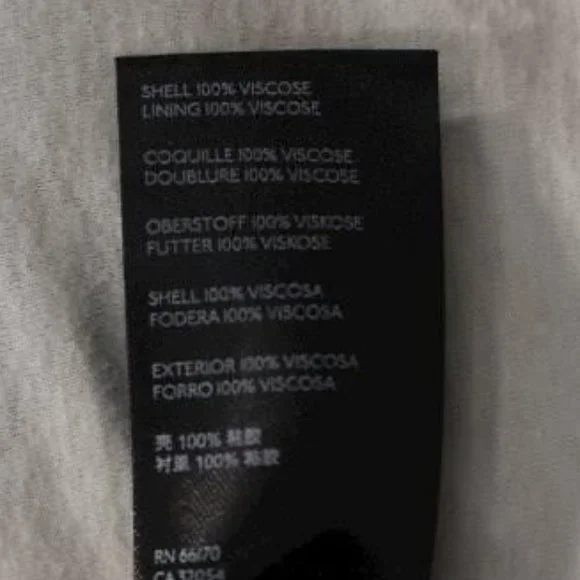 SHELL 100% VISCOSE
LINING 100% VISCOSE
COQUILLE 100% VISCOSE
DOUBLURE 100% VISCOSE
OBERSTOFF 100% VISKOSE
FUTTER 100% VISKOSE
SHELL 100% VISCOSA
FODERA 100% VISCOSA
EXTERIOR 100% VISCOSA
FORRO 100% VISCOSA
壳 100% 粘胶
衬里 100% 粘胶
RN 66170
CA